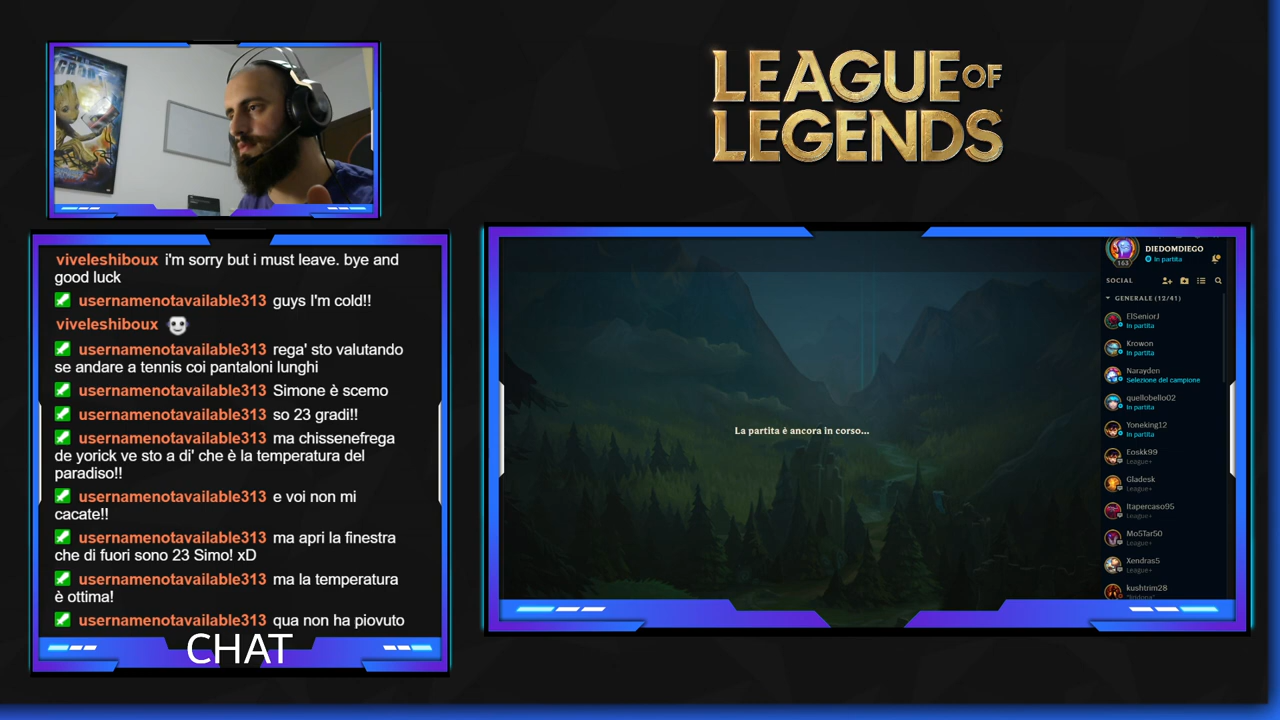 GROOT
LEAGUE OF
LEGENDS
viveleshiboux i'm sorry but i must leave. bye and
good luck
usernamenotavailable313 guys I'm cold!!
viveleshiboux
usernamenotavailable313 rega' sto valutando
se andare a tennis coi pantaloni lunghi
usernamenotavailable313 Simone è scemo
usernamenotavailable313 so 23 gradi!!
usernamenotavailable313 ma chissenefrega
de yorick ve sto a di' che è la temperatura del
paradiso!!
usernamenotavailable313 e voi non mi
cacate!!
usernamenotavailable313 ma apri la finestra
che di fuori sono 23 Simo! xD
usernamenotavailable313 ma la temperatura
è ottima!
usernamenotavailable313 qua non ha piovuto
CHAT
La partita è ancora in corso...
163
DIEDOMDIEGO
In partita
SOCIAL
GENERALE (12/41)
ElSeniorJ
In partita
Krowon
In partita
Narayden
Selezione del campione
quellobello02
In partita
Yoneking12
In partita
Eoskk99
League+
Gladesk
League+
Itapercaso95
League+
Mo5Tar50
League+
Xendras5
League+
kushtrim28